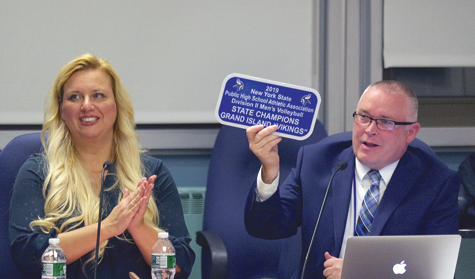 2019
New York State
Public High School Athletic Association
Division II Men's Volleyball
STATE CHAMPIONS
GRAND ISLAND "VIKINGS"